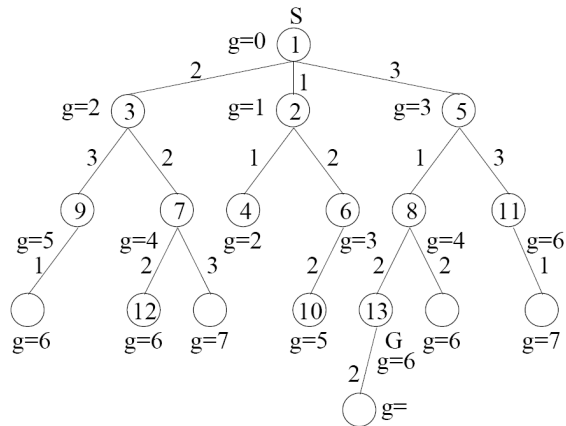 S
g=0 1
2 1 3
g=2 3 g=1 2 g=3 5
3 2 1 2 1 3
9 7 4 6 8 11
g=5 g=4 g=2 g=3 g=4 g=6
1 2 3 2 2 2 1
12 10 13
g=6 g=6 g=7 g=5 G g=6 g=7
g=6
2
g=